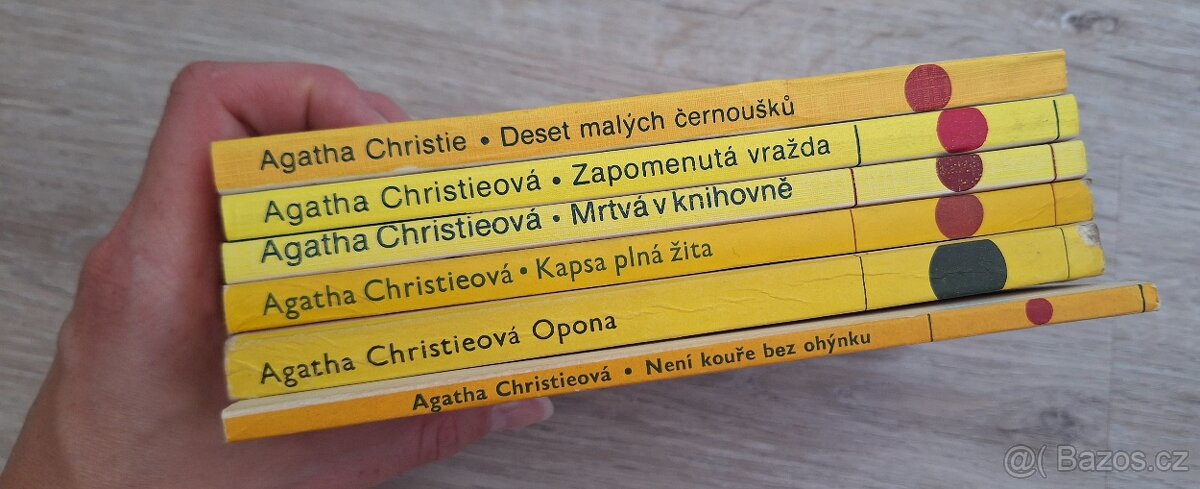 Agatha Christie • Deset malých černoušků
Agatha Christieová • Zapomenutá vražda
Agatha Christieová • Mrtvá v knihovně
Agatha Christieová • Kapsa plná žita
Agatha Christieová Opona
Agatha Christieová • Není kouře bez ohýnku
@( Bazos.cz